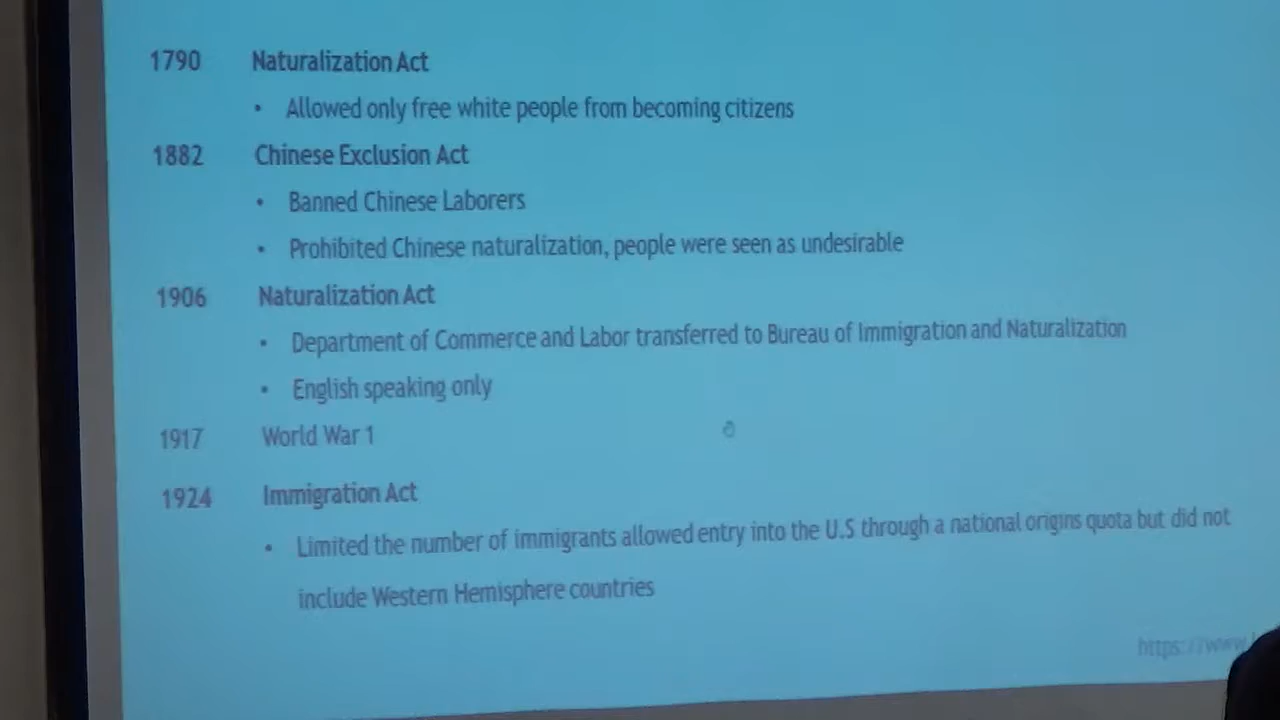 1790 Naturalization Act
• Allowed only free white people from becoming citizens
1882 Chinese Exclusion Act
• Banned Chinese Laborers
• Prohibited Chinese naturalization, people were seen as undesirable
1906 Naturalization Act
• Department of Commerce and Labor transferred to Bureau of Immigration and Naturalization
• English speaking only
1917 World War 1
1924 Immigration Act
• Limited the number of immigrants allowed entry into the U.S through a national origins quota but did not
include Western Hemisphere countries
https://www.